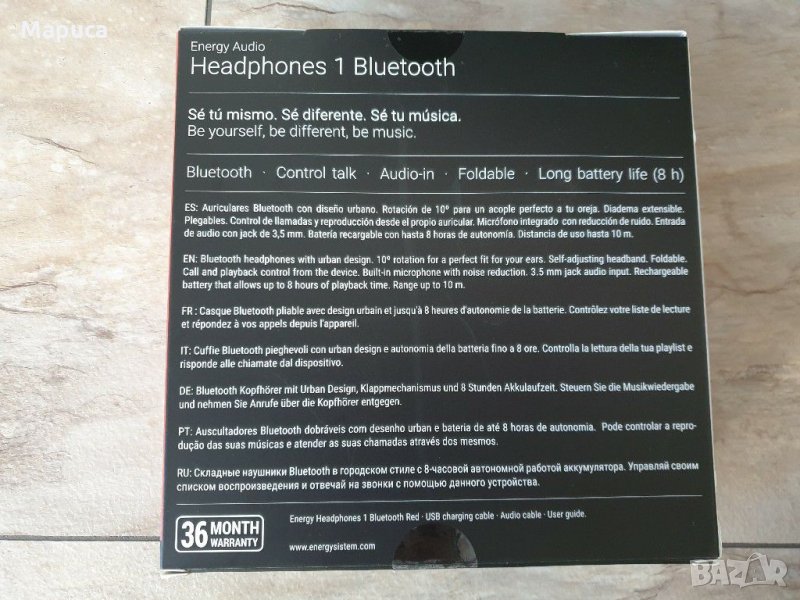 Mapuca
Energy Audio
Headphones 1 Bluetooth
Sé tú mismo. Sé diferente. Sé tu música.
Be yourself, be different, be music.
Bluetooth · Control talk · Audio-in · Foldable · Long battery life (8 h)
ES: Auriculares Bluetooth con diseño urbano. Rotación de 10º para un acople perfecto a tu oreja. Diadema extensible.
Plegables. Control de llamadas y reproducción desde el propio auricular. Micrófono integrado con reducción de ruido. Entrada
de audio con jack de 3,5 mm. Batería recargable con hasta 8 horas de autonomía. Distancia de uso hasta 10 m.
EN: Bluetooth headphones with urban design. 10º rotation for a perfect fit for your ears. Self-adjusting headband. Foldable.
Call and playback control from the device. Built-in microphone with noise reduction. 3.5 mm jack audio input. Rechargeable
battery that allows up to 8 hours of playback time. Range up to 10 m.
FR : Casque Bluetooth pliable avec design urbain et jusqu'à 8 heures d'autonomie de la batterie. Contrôlez votre liste de lecture
et répondez à vos appels depuis l'appareil.
IT: Cuffie Bluetooth pieghevoli con urban design e autonomia della batteria fino a 8 ore. Controlla la lettura della tua playlist e
risponde alle chiamate dal dispositivo.
DE: Bluetooth Kopfhörer mit Urban Design, Klappmechanismus und 8 Stunden Akkulaufzeit. Steuern Sie die Musikwiedergabe
und nehmen Sie Anrufe über die Kopfhörer entgegen.
PT: Auscultadores Bluetooth dobráveis com desenho urban e bateria de até 8 horas de autonomia. Pode controlar a repro-
dução das suas músicas e atender as suas chamadas através dos mesmos.
RU: Складные наушники Bluetooth в городском стиле с 8-часовой автономной работой аккумулятора. Управляй своим
списком воспроизведения и отвечай на звонки с помощью данного устройства.
36 MONTH
WARRANTY
Energy Headphones 1 Bluetooth Red · USB charging cable · Audio cable · User guide.
www.energysistem.com
BAZAR